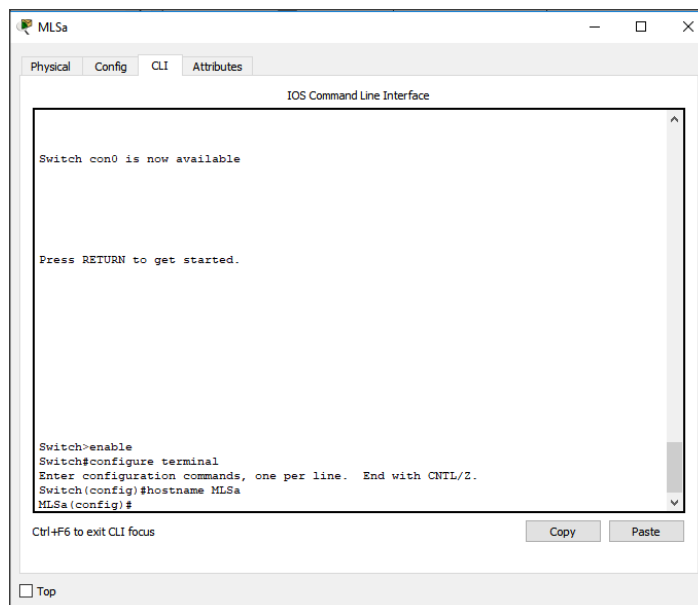 MLSa
Physical Config CLI Attributes
IOS Command Line Interface
Switch con0 is now available
Press RETURN to get started.
Switch>enable
Switch#configure terminal
Enter configuration commands, one per line.  End with CNTL/Z.
Switch(config)#hostname MLSa
MLSa(config)#
Ctrl+F6 to exit CLI focus
Copy Paste
Top